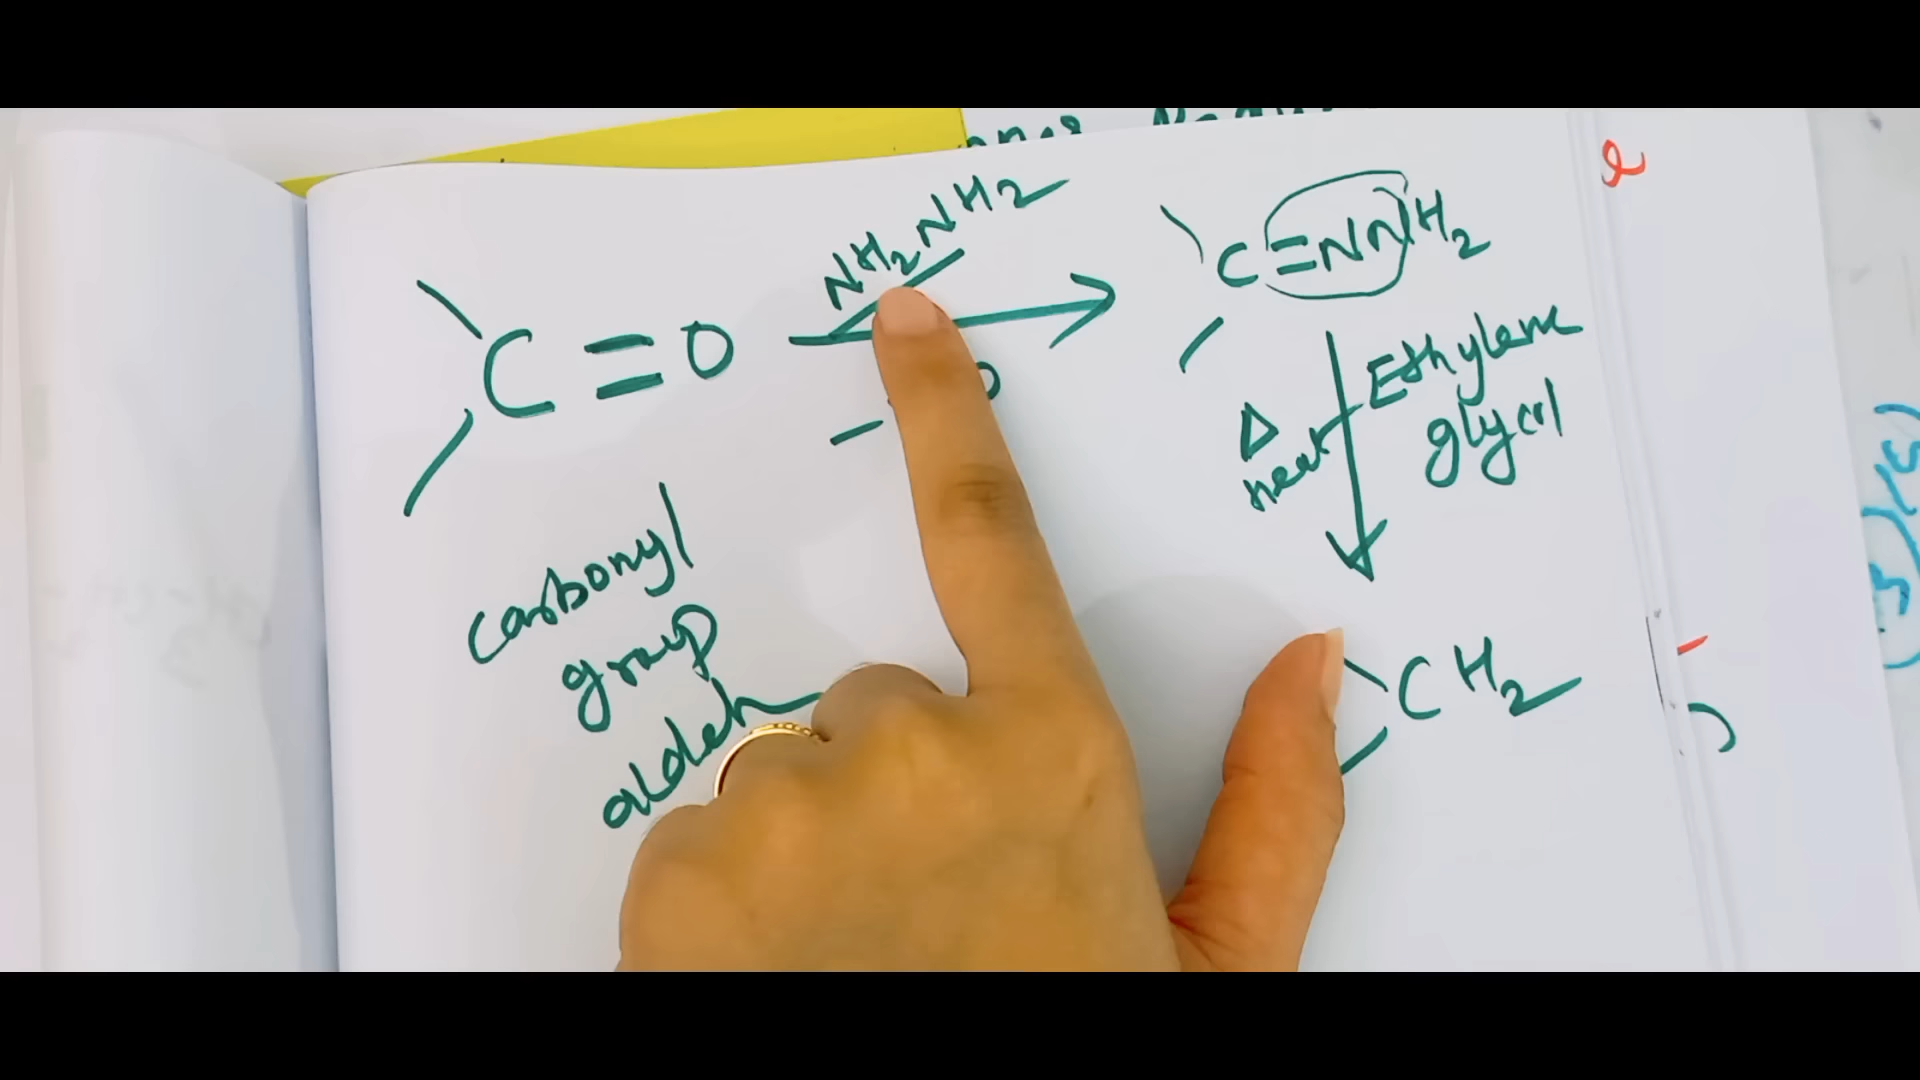 C=O
NH2NH2
C=NNH2
Δ
heat
Ethylene
glycol
CH2
carbonyl
group
aldeh